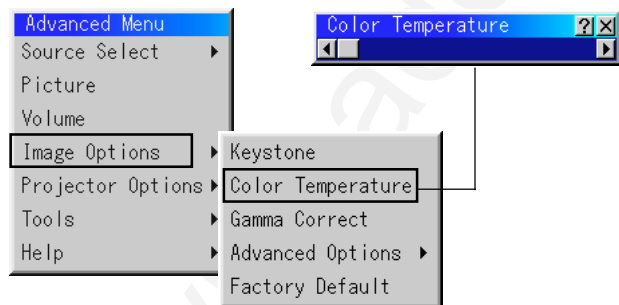 Advanced Menu
Source Select
Picture
Volume
Image Options
Projector Options
Tools
Help
Keystone
Color Temperature
Gamma Correct
Advanced Options
Factory Default
Color Temperature